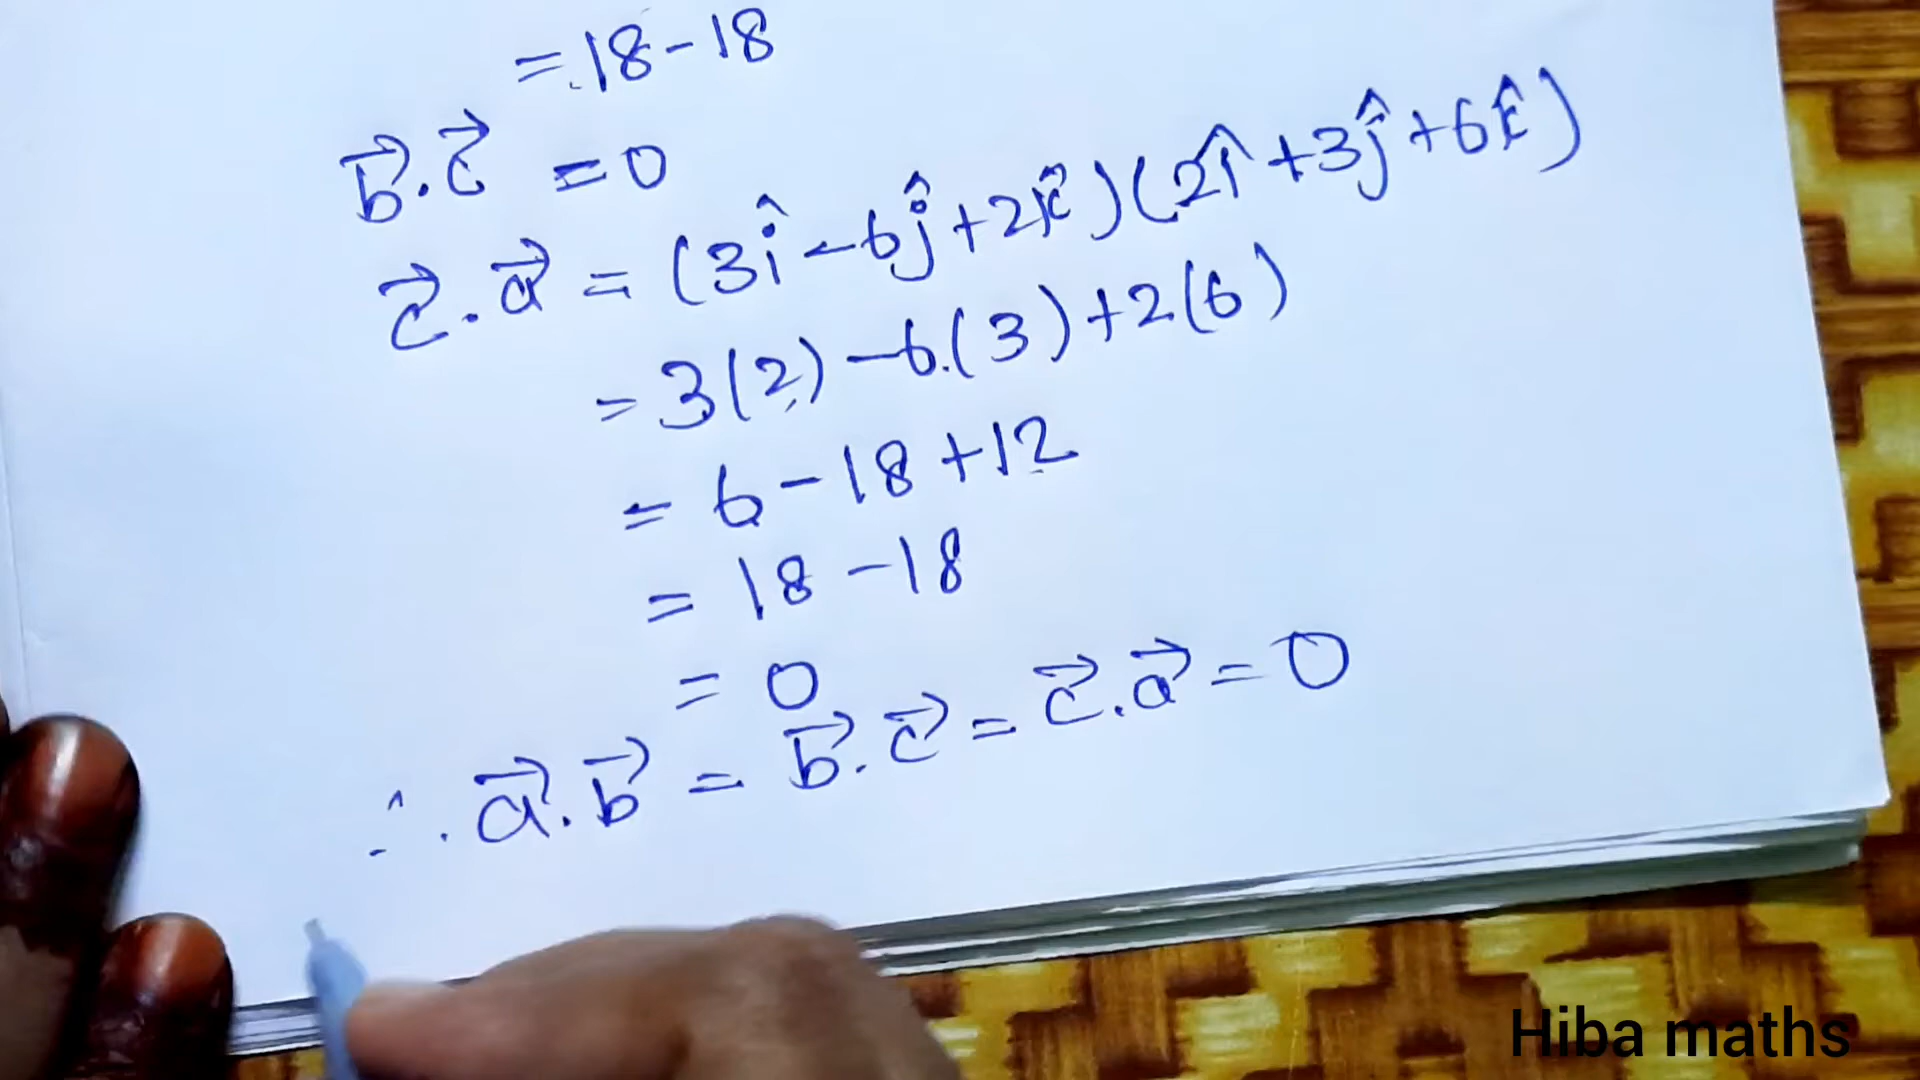 = 18 - 18
b⃗ . c⃗ = 0
c⃗ . a⃗ = (3î - 6ĵ + 2k̂)(2î + 3ĵ + 6k̂)
= 3(2) - 6.(3) + 2(6)
= 6 - 18 + 12
= 18 - 18
= 0
∴ a⃗ . b⃗ = b⃗ . c⃗ = c⃗ . a⃗ = 0
Hiba maths